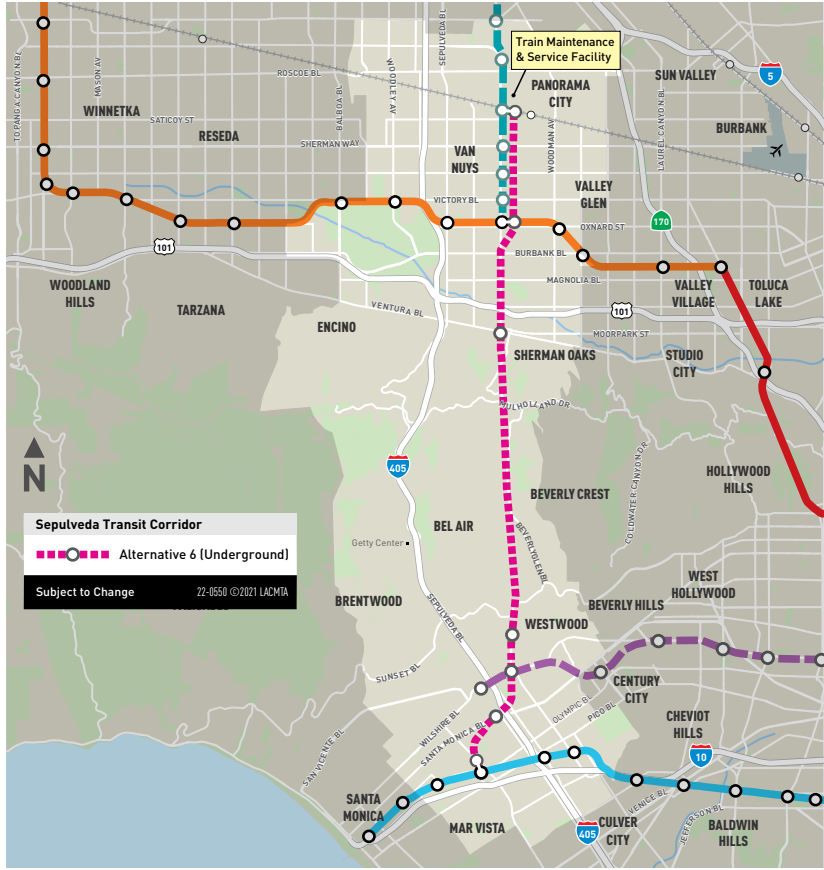 Train Maintenance
& Service Facility
SEPULVEDA BL
PANORAMA
CITY
SUN VALLEY
5
TOPANGA CANYON BL
MASON AV
ROSCOE BL
WOODLEY AV
BALBOA BL
WINNETKA
SATICOY ST
RESEDA
SHERMAN WAY
LAUREL CANYON BL
BURBANK
WOODMAN AV
VAN
NUYS
VALLEY
GLEN
VICTORY BL
OXNARD ST
170
101
BURBANK BL
MAGNOLIA BL
WOODLAND
HILLS
TARZANA
VALLEY
VILLAGE
TOLUCA
LAKE
VENTURA BL
101
ENCINO
MOORPARK ST
SHERMAN OAKS
STUDIO
CITY
MULHOLLAND DR
N
405
COLDWATER CANYON DR
HOLLYWOOD
HILLS
BEVERLY CREST
Sepulveda Transit Corridor
Alternative 6 (Underground)
Subject to Change
22-0550 ©2021 LACMTA
BEL AIR
Getty Center
BEVERLY GLEN BL
WEST
HOLLYWOOD
BRENTWOOD
SEPULVEDA BL
BEVERLY HILLS
WESTWOOD
SUNSET BL
CENTURY
CITY
OLYMPIC BL
PICO BL
WILSHIRE BL
SANTA MONICA BL
CHEVIOT
HILLS
SAN VICENTE BL
10
SANTA
MONICA
VENICE BL
JEFFERSON BL
MAR VISTA
405
CULVER
CITY
BALDWIN
HILLS